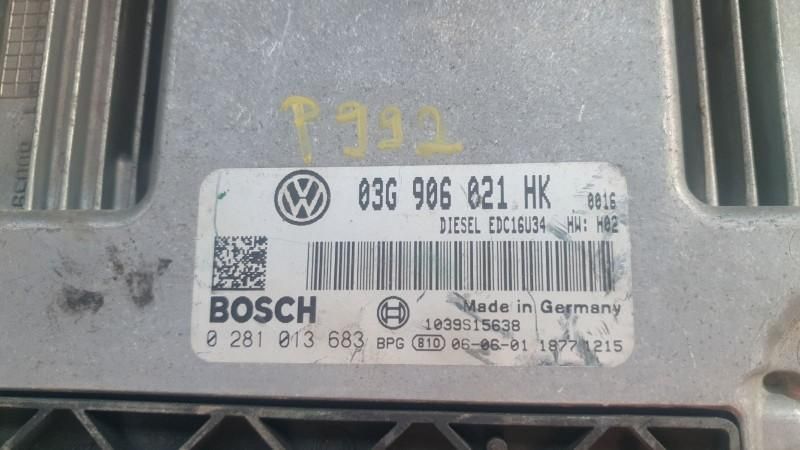 P992
03G 906 021 HK 0016
DIESEL EDC16U34 HW: H02
BOSCH
Made in Germany
1039S15638
0 281 013 683 BPG 810 06-06-01 1877 1215